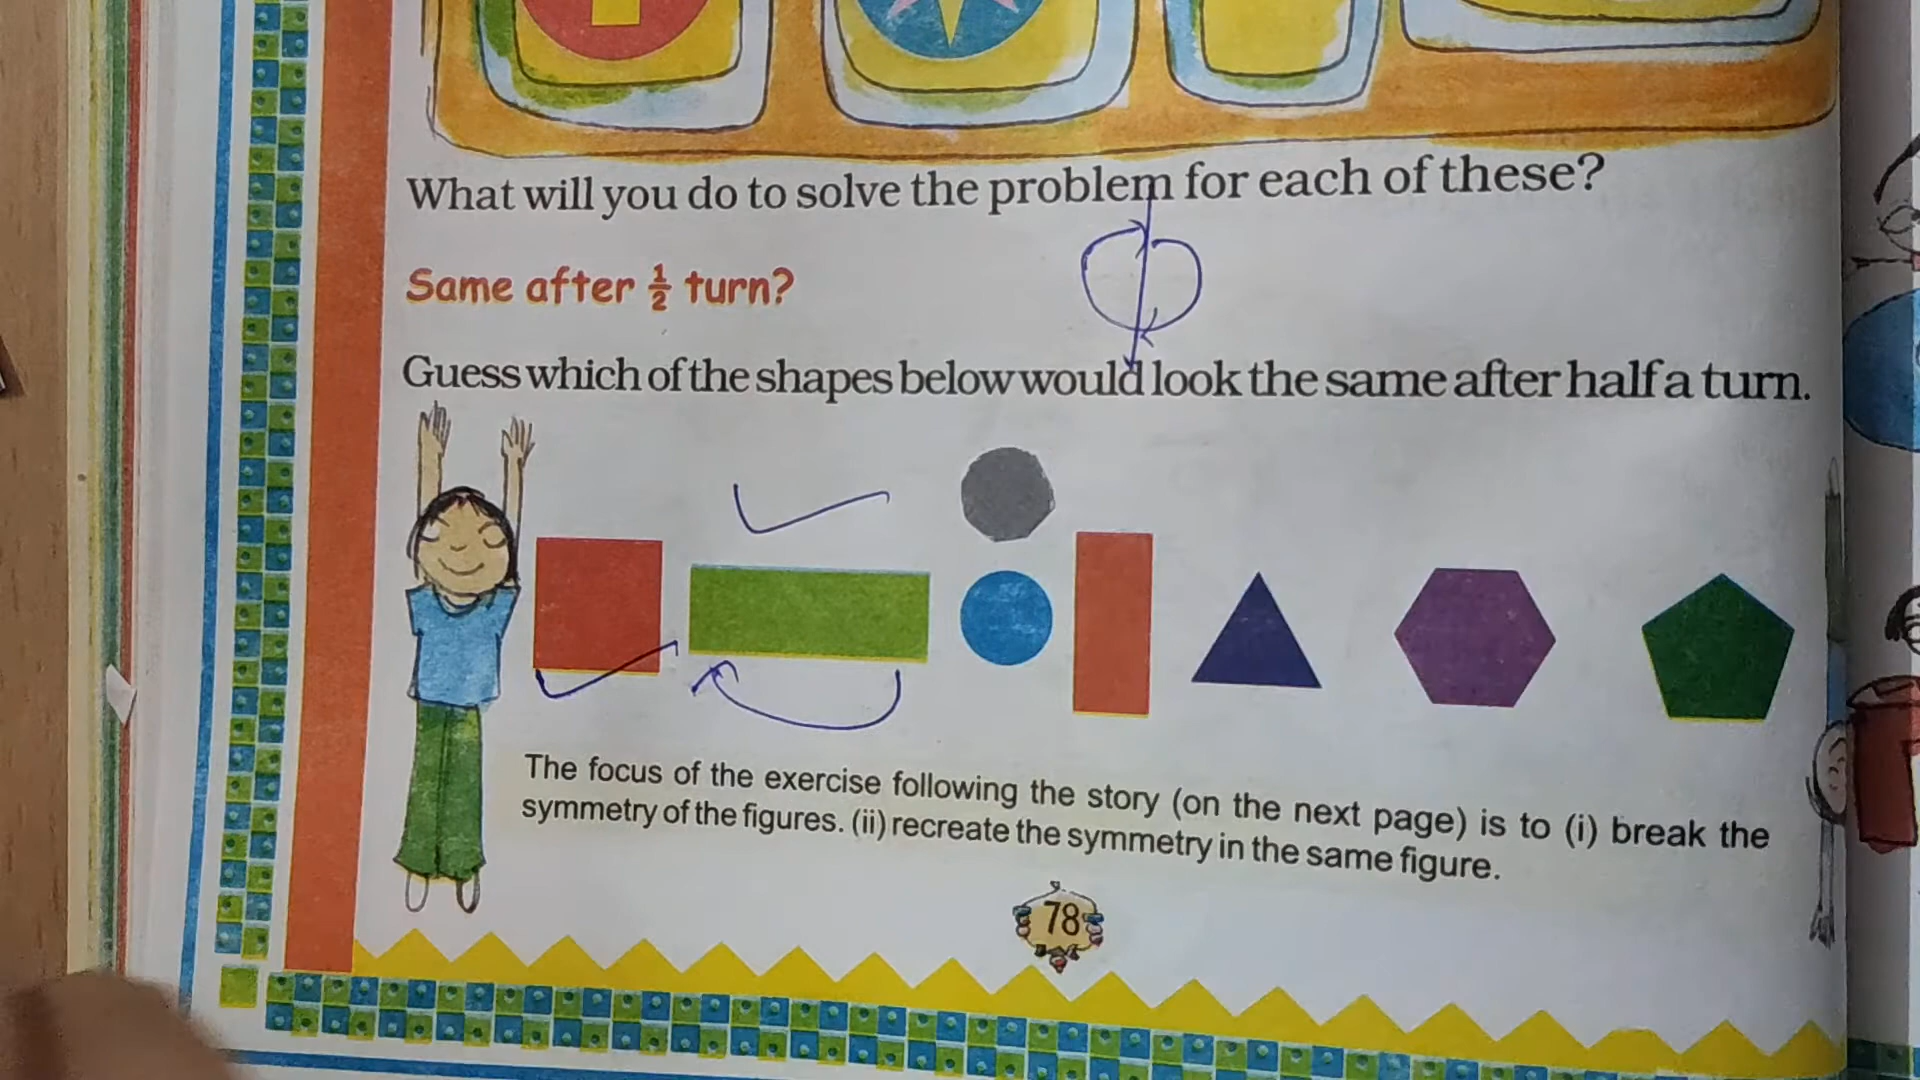 What will you do to solve the problem for each of these?
Same after 1/2 turn?
Guess which of the shapes below would look the same after half a turn.
The focus of the exercise following the story (on the next page) is to (i) break the
symmetry of the figures. (ii) recreate the symmetry in the same figure.
78